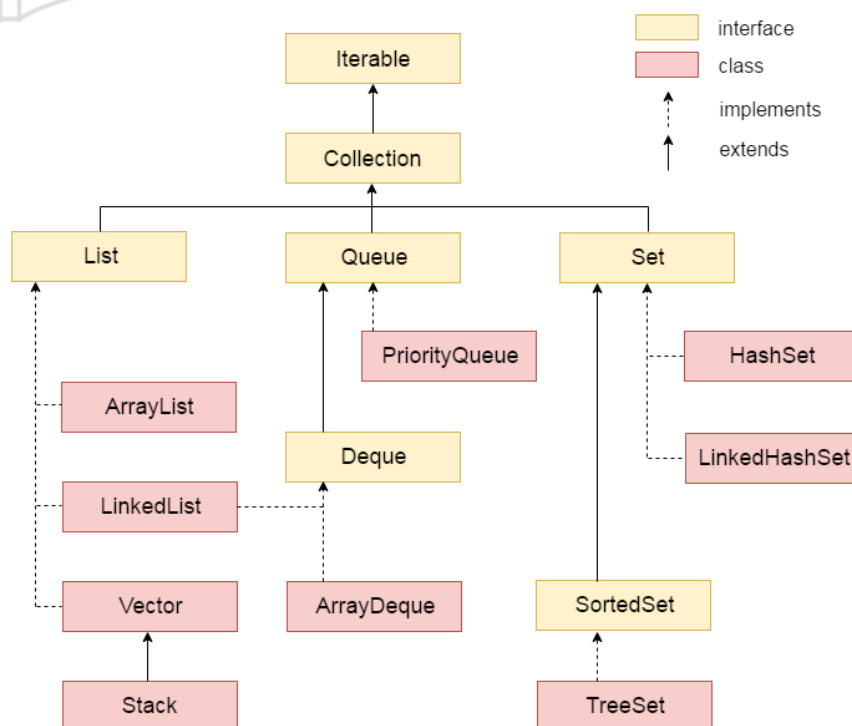 interface
Iterable
class
implements
Collection
extends
List
Queue
Set
PriorityQueue
HashSet
ArrayList
Deque
LinkedHashSet
LinkedList
Vector
ArrayDeque
SortedSet
Stack
TreeSet